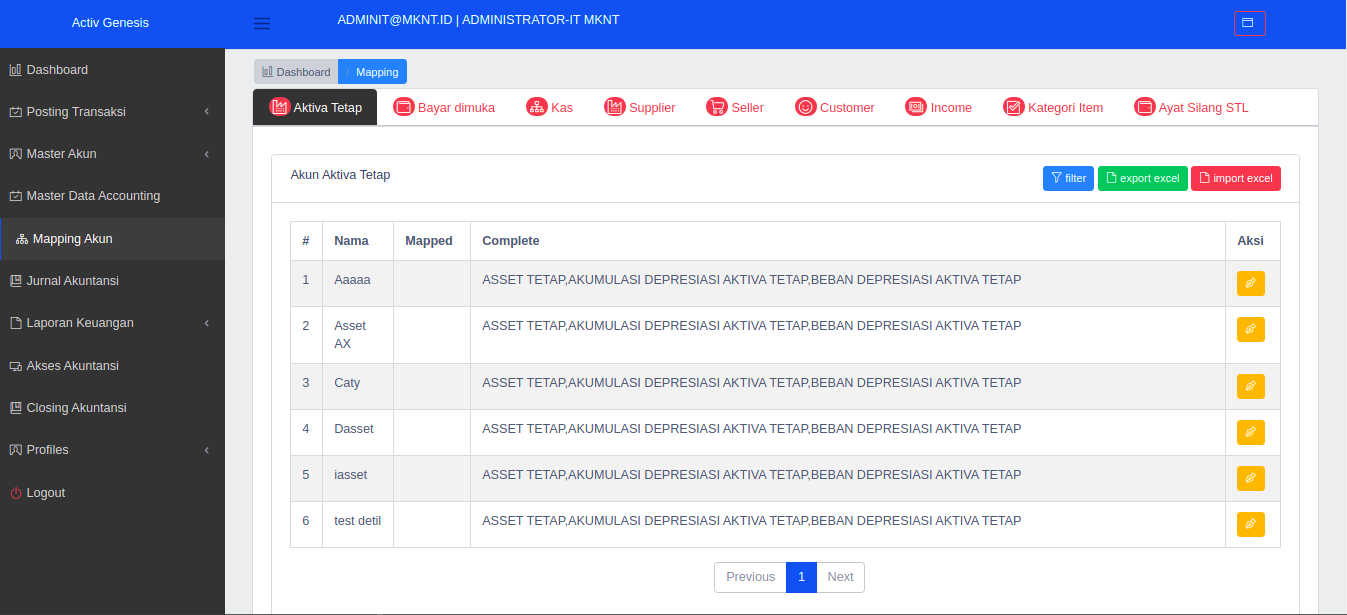 Activ Genesis
ADMINIT@MKNT.ID | ADMINISTRATOR-IT MKNT
Dashboard
Posting Transaksi
Master Akun
Master Data Accounting
Mapping Akun
Jurnal Akuntansi
Laporan Keuangan
Akses Akuntansi
Closing Akuntansi
Profiles
Logout
Dashboard / Mapping
Aktiva Tetap Bayar dimuka Kas Supplier Seller Customer Income Kategori Item Ayat Silang STL
Akun Aktiva Tetap filter export excel import excel
# Nama Mapped Complete Aksi
1 Aaaaa ASSET TETAP,AKUMULASI DEPRESIASI AKTIVA TETAP,BEBAN DEPRESIASI AKTIVA TETAP
2 Asset ASSET TETAP,AKUMULASI DEPRESIASI AKTIVA TETAP,BEBAN DEPRESIASI AKTIVA TETAP
AX
3 Caty ASSET TETAP,AKUMULASI DEPRESIASI AKTIVA TETAP,BEBAN DEPRESIASI AKTIVA TETAP
4 Dasset ASSET TETAP,AKUMULASI DEPRESIASI AKTIVA TETAP,BEBAN DEPRESIASI AKTIVA TETAP
5 iasset ASSET TETAP,AKUMULASI DEPRESIASI AKTIVA TETAP,BEBAN DEPRESIASI AKTIVA TETAP
6 test detil ASSET TETAP,AKUMULASI DEPRESIASI AKTIVA TETAP,BEBAN DEPRESIASI AKTIVA TETAP
Previous 1 Next